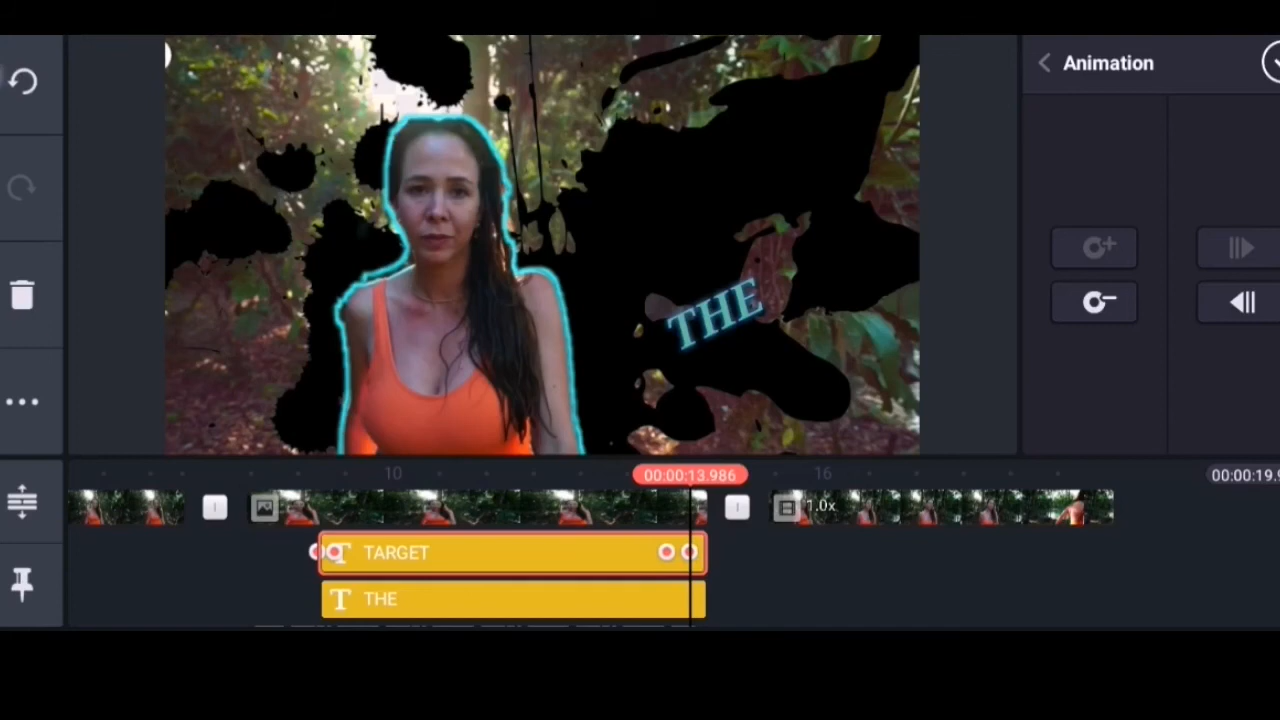 Animation
THE
10
00:00:13.986
16
00:00:19.9
1.0x
TARGET
THE